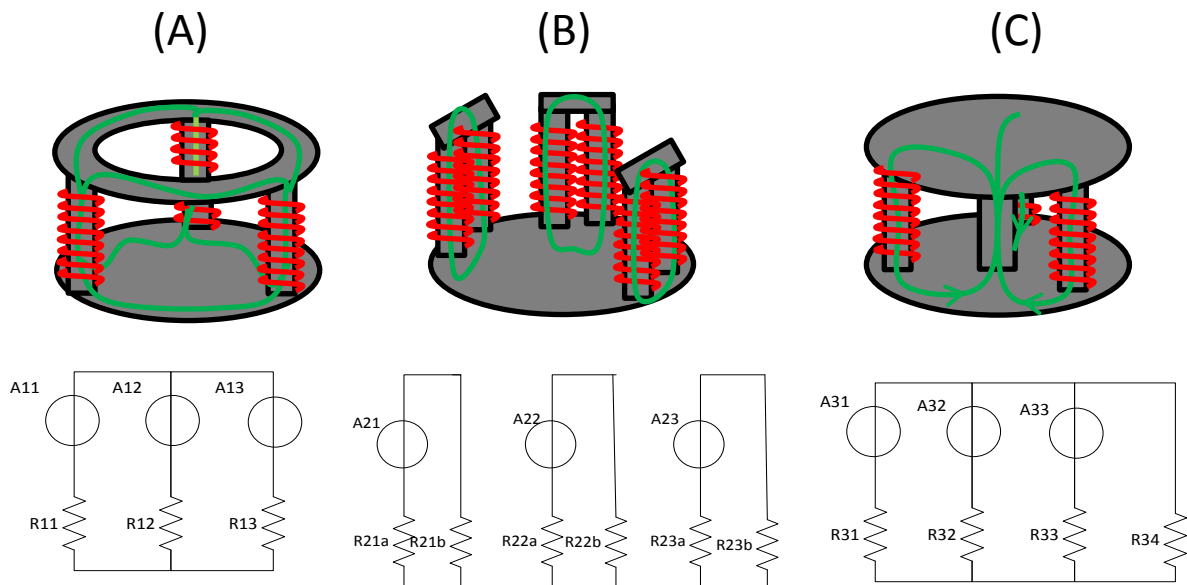 (A)
(B)
(C)
A11
A12
A13
R11
R12
R13
A21
A22
A23
R21a
R21b
R22a
R22b
R23a
R23b
A31
A32
A33
R31
R32
R33
R34